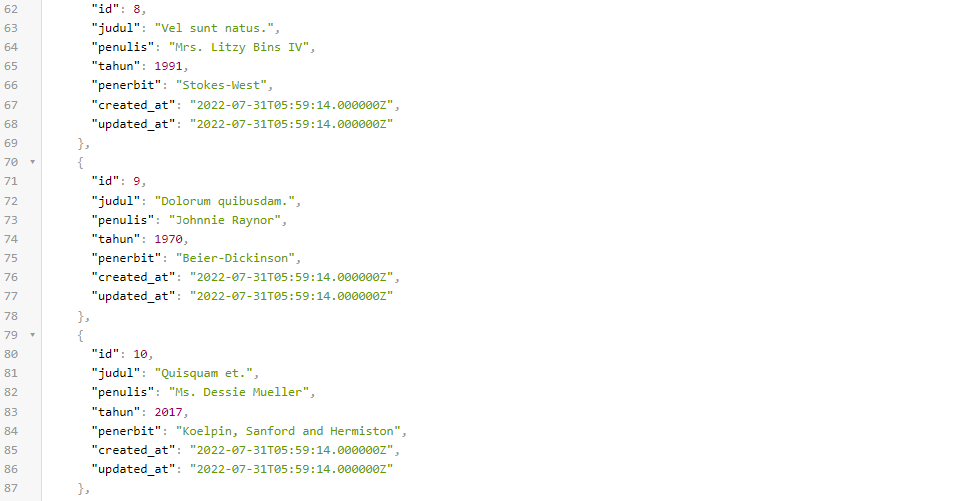 62 "id": 8,
63 "judul": "Vel sunt natus.",
64 "penulis": "Mrs. Litzy Bins IV",
65 "tahun": 1991,
66 "penerbit": "Stokes-West",
67 "created_at": "2022-07-31T05:59:14.000000Z",
68 "updated_at": "2022-07-31T05:59:14.000000Z"
69 },
70 {
71 "id": 9,
72 "judul": "Dolorum quibusdam.",
73 "penulis": "Johnnie Raynor",
74 "tahun": 1970,
75 "penerbit": "Beier-Dickinson",
76 "created_at": "2022-07-31T05:59:14.000000Z",
77 "updated_at": "2022-07-31T05:59:14.000000Z"
78 },
79 {
80 "id": 10,
81 "judul": "Quisquam et.",
82 "penulis": "Ms. Dessie Mueller",
83 "tahun": 2017,
84 "penerbit": "Koelpin, Sanford and Hermiston",
85 "created_at": "2022-07-31T05:59:14.000000Z",
86 "updated_at": "2022-07-31T05:59:14.000000Z"
87 },